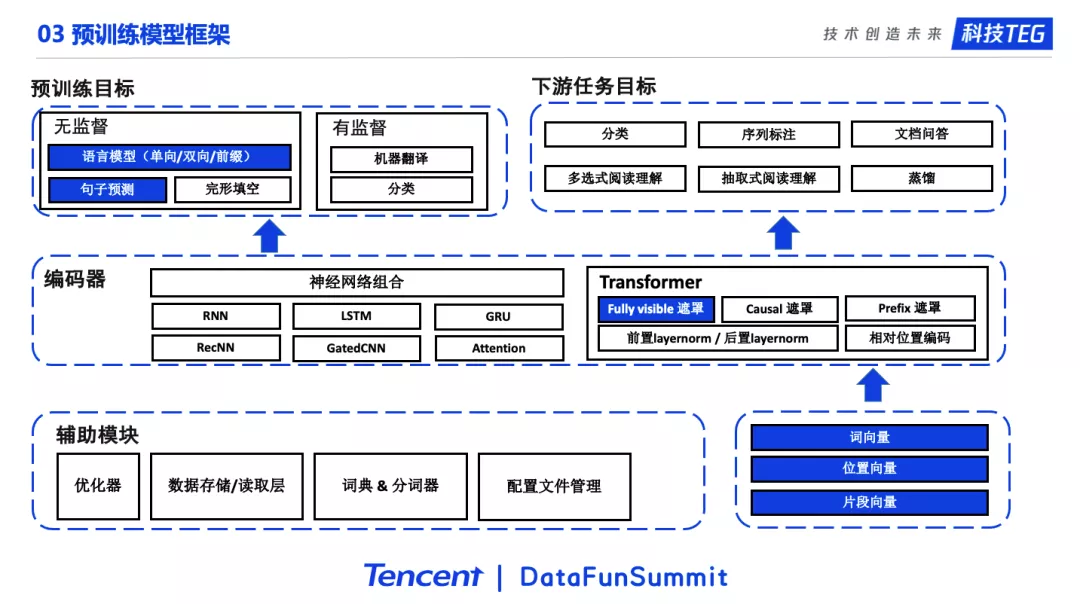 03 预训练模型框架
技术创造未来 科技TEG
预训练目标
无监督
语言模型（单向/双向/前缀）
句子预测 完形填空
有监督
机器翻译
分类
下游任务目标
分类 序列标注 文档问答
多选式阅读理解 抽取式阅读理解 蒸馏
编码器
神经网络组合
RNN LSTM GRU
RecNN GatedCNN Attention
Transformer
Fully visible 遮罩 Causal 遮罩 Prefix 遮罩
前置layernorm / 后置layernorm 相对位置编码
辅助模块
优化器 数据存储/读取层 词典 & 分词器 配置文件管理
词向量
位置向量
片段向量
Tencent | DataFunSummit